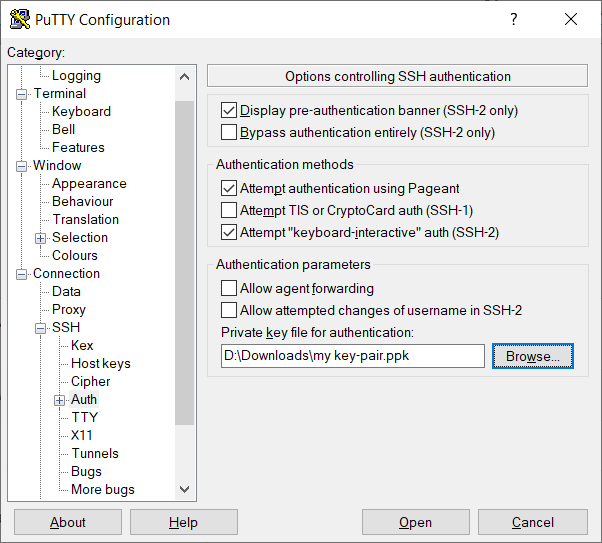 PuTTY Configuration
?
Category:
Logging
Terminal
Keyboard
Bell
Features
Window
Appearance
Behaviour
Translation
Selection
Colours
Connection
Data
Proxy
SSH
Kex
Host keys
Cipher
Auth
TTY
X11
Tunnels
Bugs
More bugs
Options controlling SSH authentication
Display pre-authentication banner (SSH-2 only)
Bypass authentication entirely (SSH-2 only)
Authentication methods
Attempt authentication using Pageant
Attempt TIS or CryptoCard auth (SSH-1)
Attempt "keyboard-interactive" auth (SSH-2)
Authentication parameters
Allow agent forwarding
Allow attempted changes of username in SSH-2
Private key file for authentication:
D:\Downloads\my key-pair.ppk
Browse...
About
Help
Open
Cancel